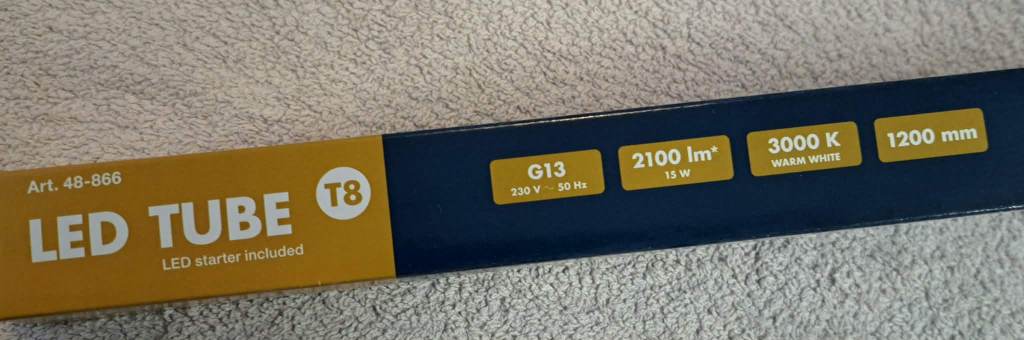 Art. 48-866
LED TUBE
T8
LED starter included
G13
230 V ~ 50 Hz
2100 lm*
15 W
3000 K
WARM WHITE
1200 mm